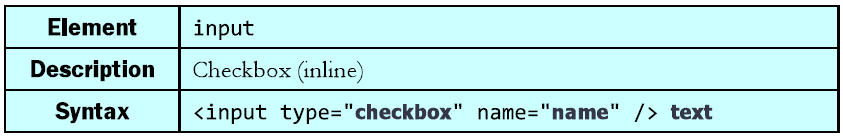 Element input
Description Checkbox (inline)
Syntax <input type="checkbox" name="name" /> text